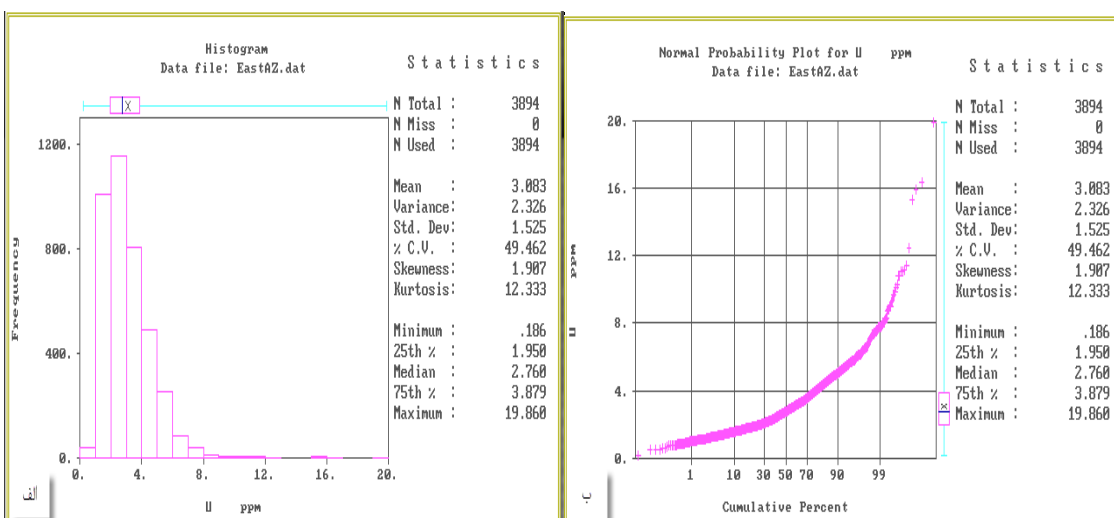 Histogram
Data file: EastAZ.dat
Statistics
N Total : 3894
N Miss : 0
N Used : 3894
Mean : 3.083
Variance: 2.326
Std. Dev: 1.525
% C.V. : 49.462
Skewness: 1.907
Kurtosis: 12.333
Minimum : .186
25th % : 1.950
Median : 2.760
75th % : 3.879
Maximum : 19.860
Frequency
1200.
800.
400.
0.
0. 4. 8. 12. 16. 20.
U ppm
الف
Normal Probability Plot for U ppm
Data file: EastAZ.dat
Statistics
N Total : 3894
N Miss : 0
N Used : 3894
Mean : 3.083
Variance: 2.326
Std. Dev: 1.525
% C.V. : 49.462
Skewness: 1.907
Kurtosis: 12.333
Minimum : .186
25th % : 1.950
Median : 2.760
75th % : 3.879
Maximum : 19.860
U ppm
20.
16.
12.
8.
4.
0.
1 10 30 50 70 90 99
Cumulative Percent